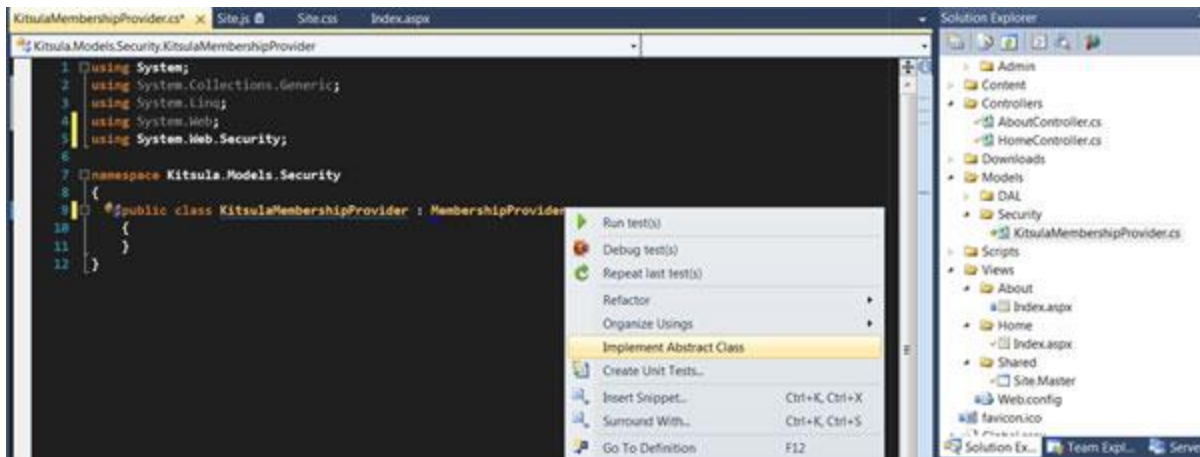 KitsulaMembershipProvider.cs* × Site.js Site.css Index.aspx
Kitsula.Models.Security.KitsulaMembershipProvider
1 using System;
2 using System.Collections.Generic;
3 using System.Linq;
4 using System.Web;
5 using System.Web.Security;
6
7 namespace Kitsula.Models.Security
8 {
9 public class KitsulaMembershipProvider : MembershipProvider
10 {
11 }
12 }
Run test(s)
Debug test(s)
Repeat last test(s)
Refactor
Organize Usings
Implement Abstract Class
Create Unit Tests...
Insert Snippet... Ctrl+K, Ctrl+X
Surround With... Ctrl+K, Ctrl+S
Go To Definition F12
Solution Explorer
Admin
Content
Controllers
AboutController.cs
HomeController.cs
Downloads
Models
DAL
Security
KitsulaMembershipProvider.cs
Scripts
Views
About
Index.aspx
Home
Index.aspx
Shared
Site.Master
Web.config
favicon.ico
Solution Ex... Team Expl... Serve